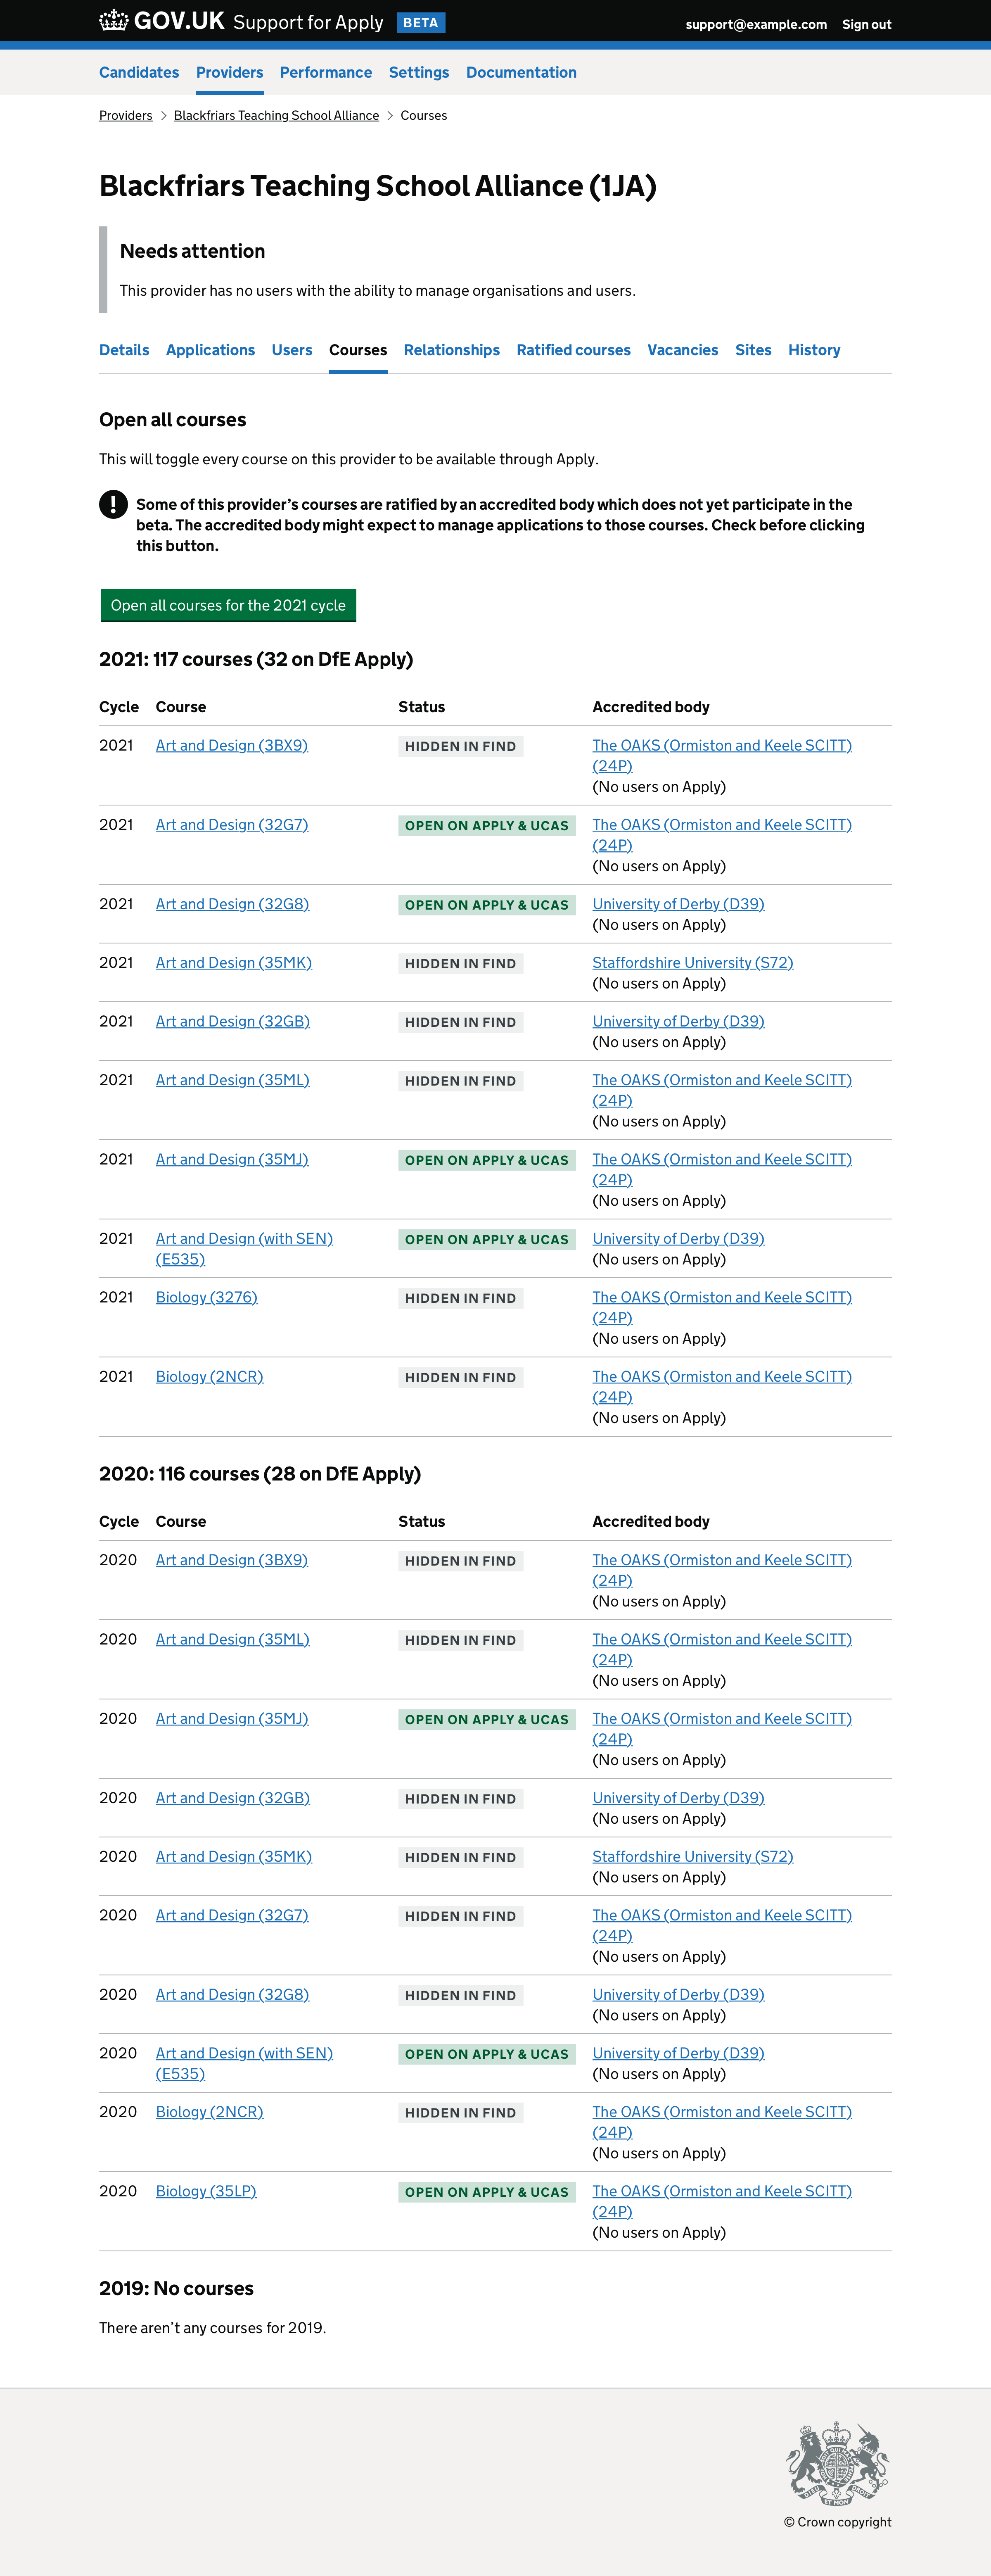 GOV.UK Support for Apply BETA support@example.com Sign out
Candidates Providers Performance Settings Documentation
Providers Blackfriars Teaching School Alliance Courses
Blackfriars Teaching School Alliance (1JA)
Needs attention
This provider has no users with the ability to manage organisations and users.
Details Applications Users Courses Relationships Ratified courses Vacancies Sites History
Open all courses
This will toggle every course on this provider to be available through Apply.
! Some of this provider’s courses are ratified by an accredited body which does not yet participate in the
beta. The accredited body might expect to manage applications to those courses. Check before clicking
this button.
Open all courses for the 2021 cycle
2021: 117 courses (32 on DfE Apply)
Cycle Course Status Accredited body
2021 Art and Design (3BX9) HIDDEN IN FIND The OAKS (Ormiston and Keele SCITT)
(24P)
(No users on Apply)
2021 Art and Design (32G7) OPEN ON APPLY & UCAS The OAKS (Ormiston and Keele SCITT)
(24P)
(No users on Apply)
2021 Art and Design (32G8) OPEN ON APPLY & UCAS University of Derby (D39)
(No users on Apply)
2021 Art and Design (35MK) HIDDEN IN FIND Staffordshire University (S72)
(No users on Apply)
2021 Art and Design (32GB) HIDDEN IN FIND University of Derby (D39)
(No users on Apply)
2021 Art and Design (35ML) HIDDEN IN FIND The OAKS (Ormiston and Keele SCITT)
(24P)
(No users on Apply)
2021 Art and Design (35MJ) OPEN ON APPLY & UCAS The OAKS (Ormiston and Keele SCITT)
(24P)
(No users on Apply)
2021 Art and Design (with SEN) OPEN ON APPLY & UCAS University of Derby (D39)
(E535) (No users on Apply)
2021 Biology (3276) HIDDEN IN FIND The OAKS (Ormiston and Keele SCITT)
(24P)
(No users on Apply)
2021 Biology (2NCR) HIDDEN IN FIND The OAKS (Ormiston and Keele SCITT)
(24P)
(No users on Apply)
2020: 116 courses (28 on DfE Apply)
Cycle Course Status Accredited body
2020 Art and Design (3BX9) HIDDEN IN FIND The OAKS (Ormiston and Keele SCITT)
(24P)
(No users on Apply)
2020 Art and Design (35ML) HIDDEN IN FIND The OAKS (Ormiston and Keele SCITT)
(24P)
(No users on Apply)
2020 Art and Design (35MJ) OPEN ON APPLY & UCAS The OAKS (Ormiston and Keele SCITT)
(24P)
(No users on Apply)
2020 Art and Design (32GB) HIDDEN IN FIND University of Derby (D39)
(No users on Apply)
2020 Art and Design (35MK) HIDDEN IN FIND Staffordshire University (S72)
(No users on Apply)
2020 Art and Design (32G7) HIDDEN IN FIND The OAKS (Ormiston and Keele SCITT)
(24P)
(No users on Apply)
2020 Art and Design (32G8) HIDDEN IN FIND University of Derby (D39)
(No users on Apply)
2020 Art and Design (with SEN) OPEN ON APPLY & UCAS University of Derby (D39)
(E535) (No users on Apply)
2020 Biology (2NCR) HIDDEN IN FIND The OAKS (Ormiston and Keele SCITT)
(24P)
(No users on Apply)
2020 Biology (35LP) OPEN ON APPLY & UCAS The OAKS (Ormiston and Keele SCITT)
(24P)
(No users on Apply)
2019: No courses
There aren’t any courses for 2019.
© Crown copyright